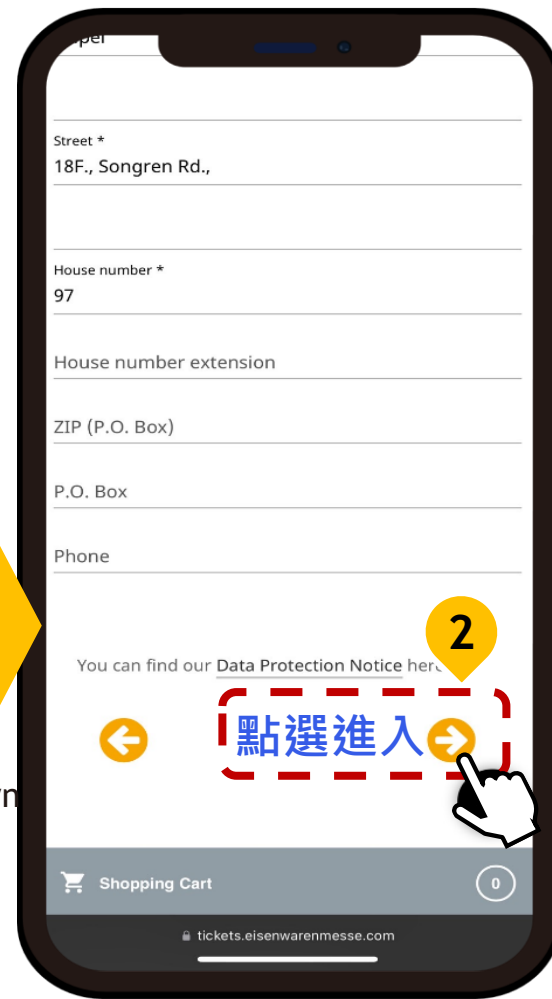 Street *
18F., Songren Rd.,
House number *
97
House number extension
ZIP (P.O. Box)
P.O. Box
Phone
2
You can find our Data Protection Notice here
點選進入
Shopping Cart
0
tickets.eisenwarenmesse.com